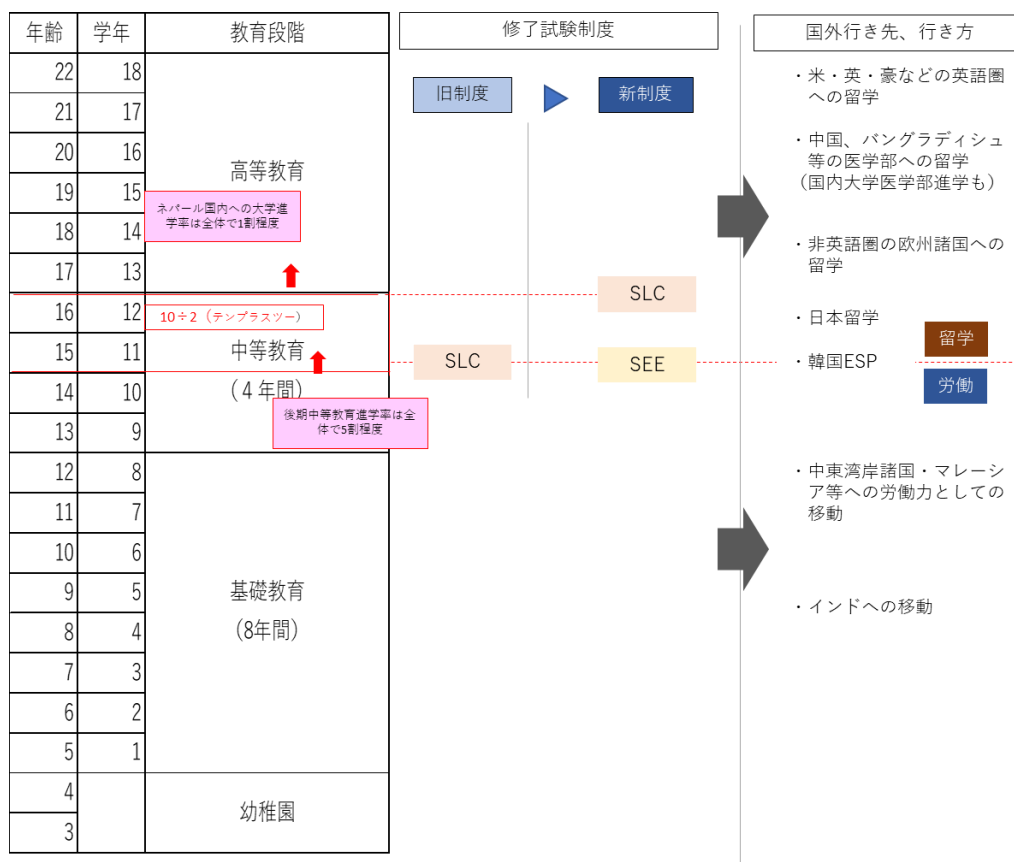 年齢 学年 教育段階
修了試験制度
国外行き先、行き方
旧制度
新制度
22 18
21 17
20 16
19 15
18 14
17 13
16 12
15 11
14 10
13 9
12 8
11 7
10 6
9 5
8 4
7 3
6 2
5 1
4
3
高等教育
ネパール国内への大学進
学率は全体で1割程度
10÷2(テンプラスツー)
中等教育
(4年間)
後期中等教育進学率は全
体で5割程度
基礎教育
(8年間)
幼稚園
SLC
SLC
SEE
・米・英・豪などの英語圏
への留学
・中国、バングラディシュ
等の医学部への留学
(国内大学医学部進学も)
・非英語圏の欧州諸国への
留学
・日本留学
・韓国ESP
留学
労働
・中東湾岸諸国・マレーシ
ア等への労働力としての
移動
・インドへの移動